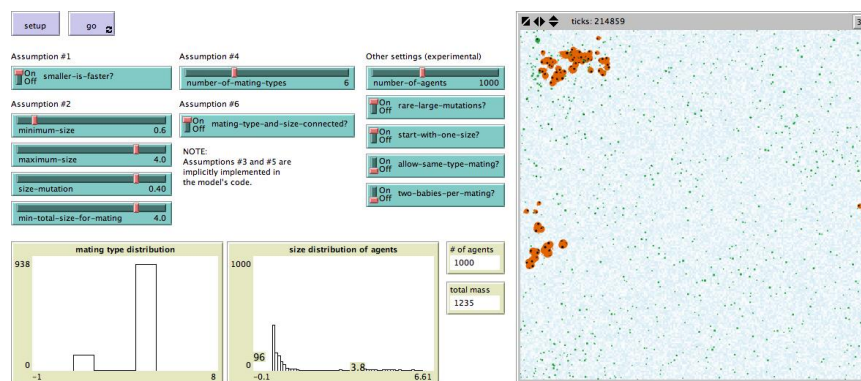 setup
go
ticks: 214859
3
Assumption #1
On
Off
smaller-is-faster?
Assumption #4
number-of-mating-types 6
Other settings (experimental)
number-of-agents 1000
Assumption #2
minimum-size 0.6
maximum-size 4.0
size-mutation 0.40
min-total-size-for-mating 4.0
Assumption #6
On
Off
mating-type-and-size-connected?
NOTE:
Assumptions #3 and #5 are
implicitly implemented in
the model's code.
On
Off
rare-large-mutations?
On
Off
start-with-one-size?
On
Off
allow-same-type-mating?
On
Off
two-babies-per-mating?
mating type distribution
938
0
-1 8
size distribution of agents
1000
96
0
3.8
-0.1 6.61
# of agents
1000
total mass
1235